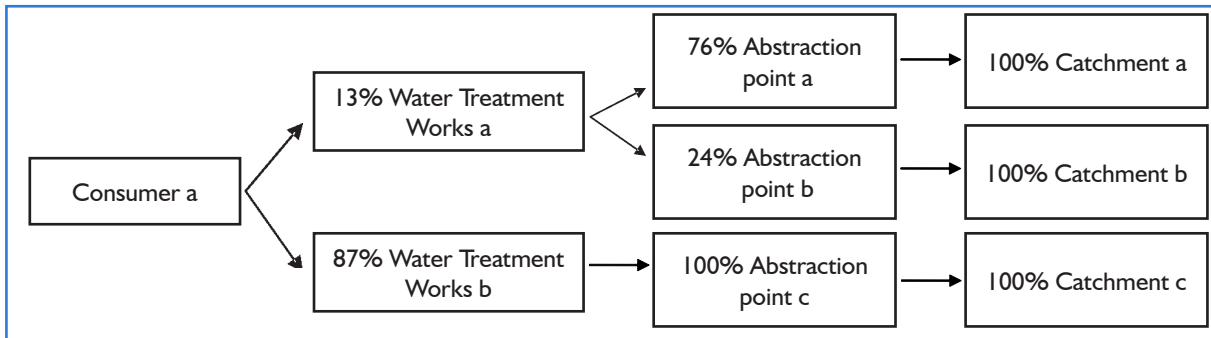 Consumer a
13% Water Treatment
Works a
87% Water Treatment
Works b
76% Abstraction
point a
24% Abstraction
point b
100% Abstraction
point c
100% Catchment a
100% Catchment b
100% Catchment c